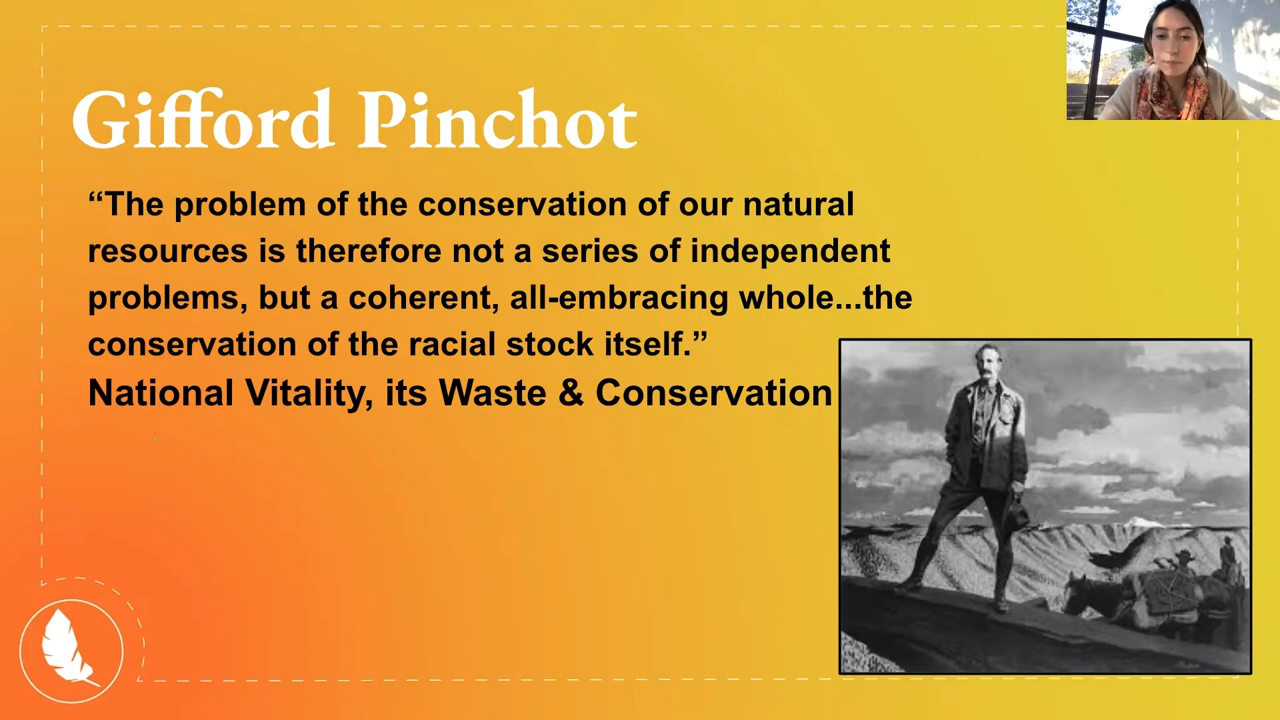 Gifford Pinchot
“The problem of the conservation of our natural
resources is therefore not a series of independent
problems, but a coherent, all-embracing whole...the
conservation of the racial stock itself.”
National Vitality, its Waste & Conservation